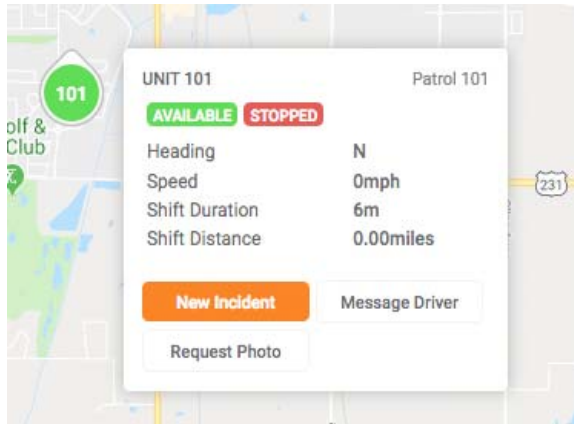 101
olf &
Club
UNIT 101 Patrol 101
AVAILABLE STOPPED
Heading N
Speed 0mph
Shift Duration 6m
Shift Distance 0.00miles
New Incident Message Driver
Request Photo
231